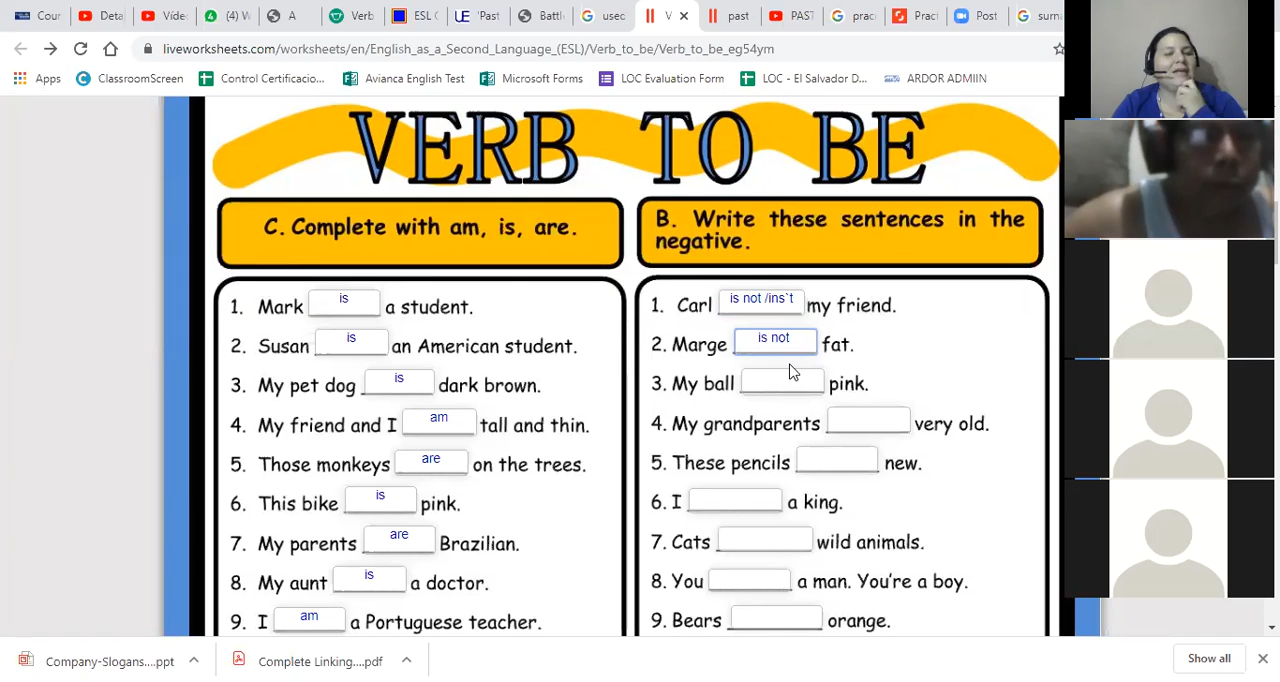 Cour
Detal
Víde
(4) W
A
Verb
ESL C
'Past
Battl
usec
V
past
PAST
prac
Pract
Post
surna
liveworksheets.com/worksheets/en/English_as_a_Second_Language_(ESL)/Verb_to_be/Verb_to_be_eg54ym
Apps
ClassroomScreen
Control Certificacio...
Avianca English Test
Microsoft Forms
LOC Evaluation Form
LOC - El Salvador D...
ARDOR ADMIIN
VERB TO BE
C. Complete with am, is, are.
1. Mark is a student.
2. Susan is an American student.
3. My pet dog is dark brown.
4. My friend and I am tall and thin.
5. Those monkeys are on the trees.
6. This bike is pink.
7. My parents are Brazilian.
8. My aunt is a doctor.
9. I am a Portuguese teacher.
B. Write these sentences in the
negative.
1. Carl is not /ins`t my friend.
2. Marge is not fat.
3. My ball pink.
4. My grandparents very old.
5. These pencils new.
6. I a king.
7. Cats wild animals.
8. You a man. You're a boy.
9. Bears orange.
Company-Slogans....ppt
Complete Linking....pdf
Show all